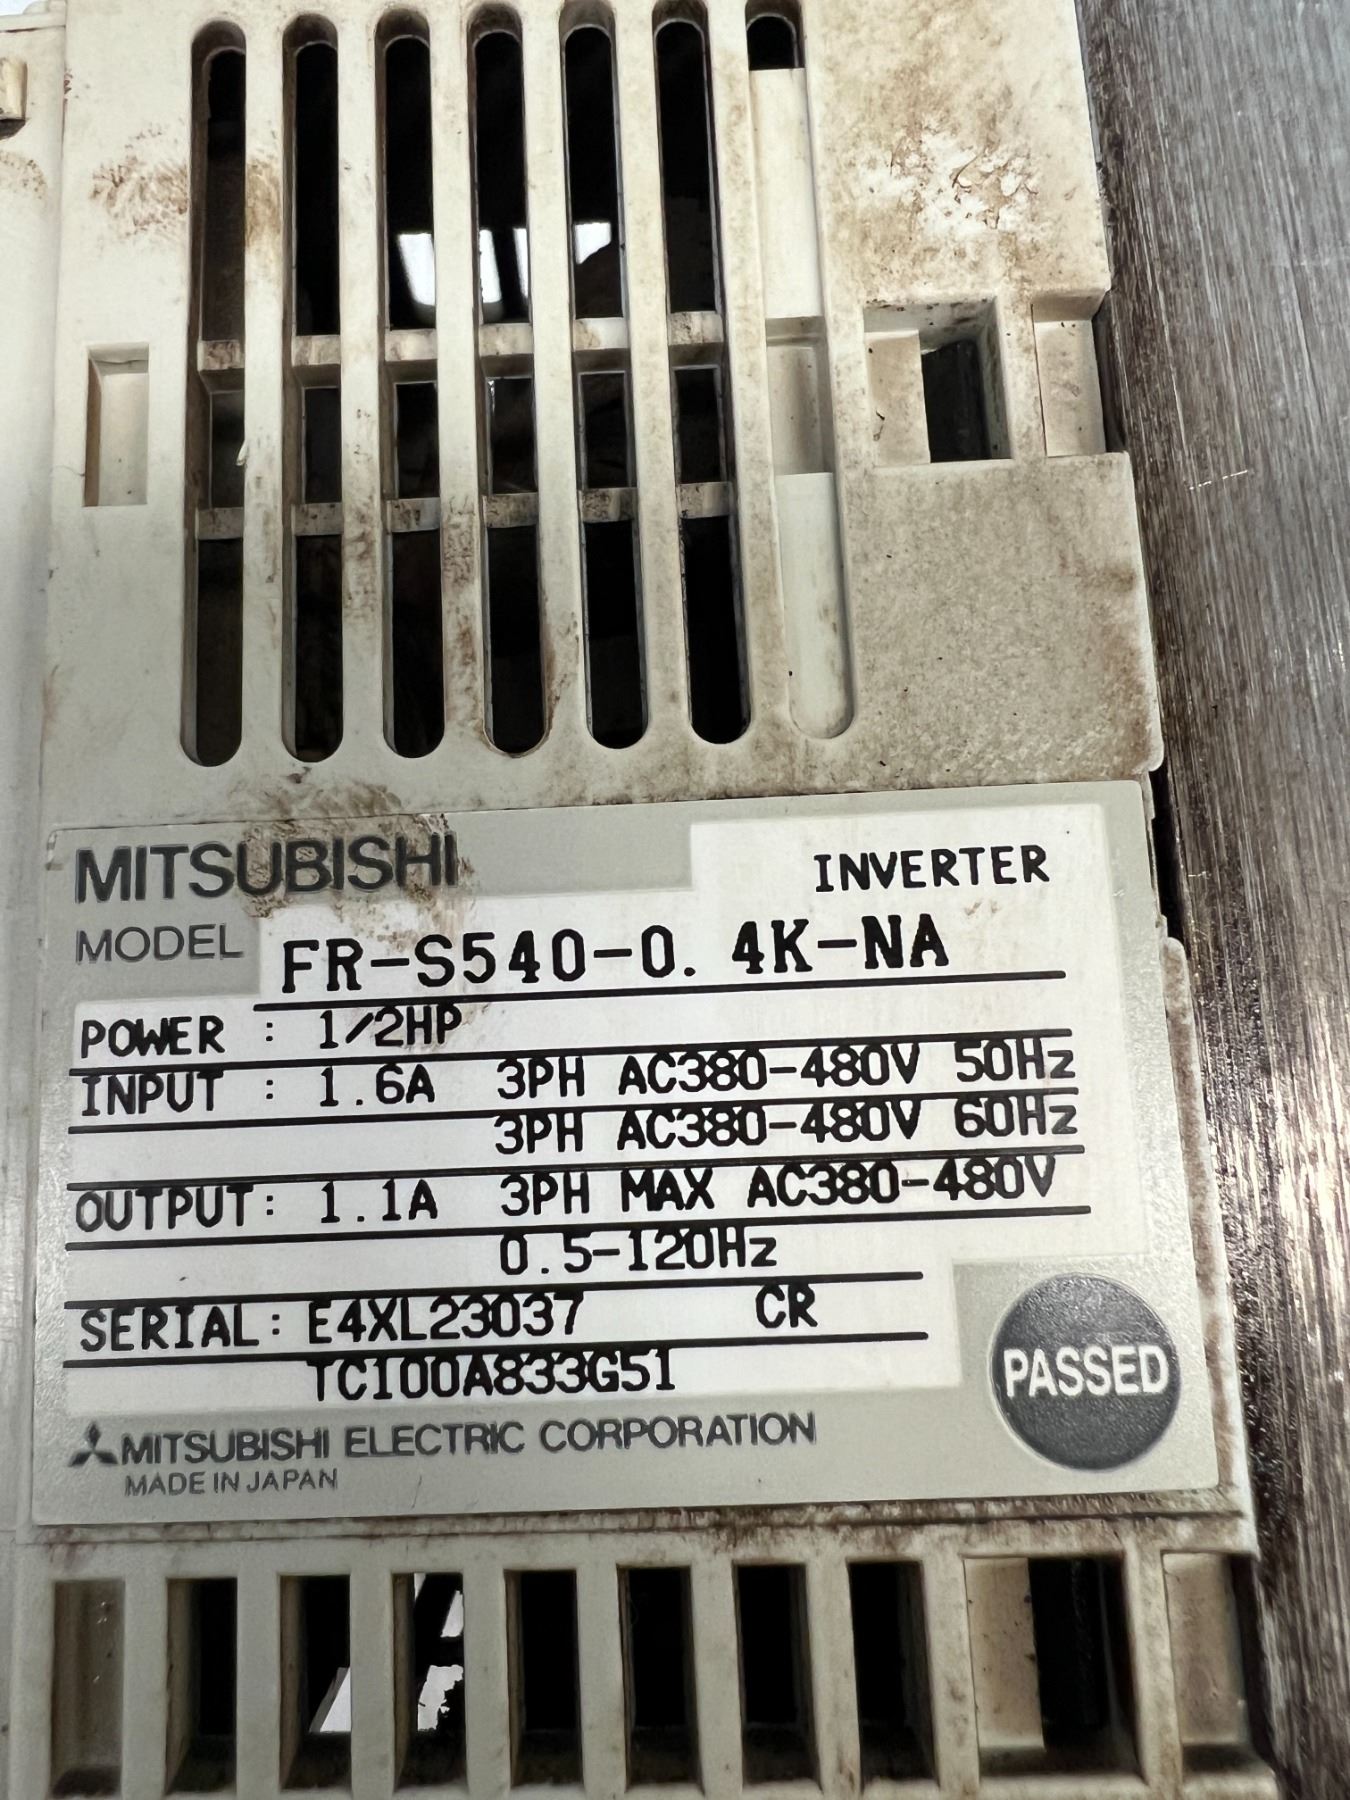 MITSUBISHI INVERTER
MODEL FR-S540-0.4K-NA
POWER : 1/2HP
INPUT : 1.6A 3PH AC380-480V 50Hz
3PH AC380-480V 60Hz
OUTPUT: 1.1A 3PH MAX AC380-480V
0.5-120Hz
SERIAL: E4XL23037 CR
TC100A833G51
PASSED
MITSUBISHI ELECTRIC CORPORATION
MADE IN JAPAN